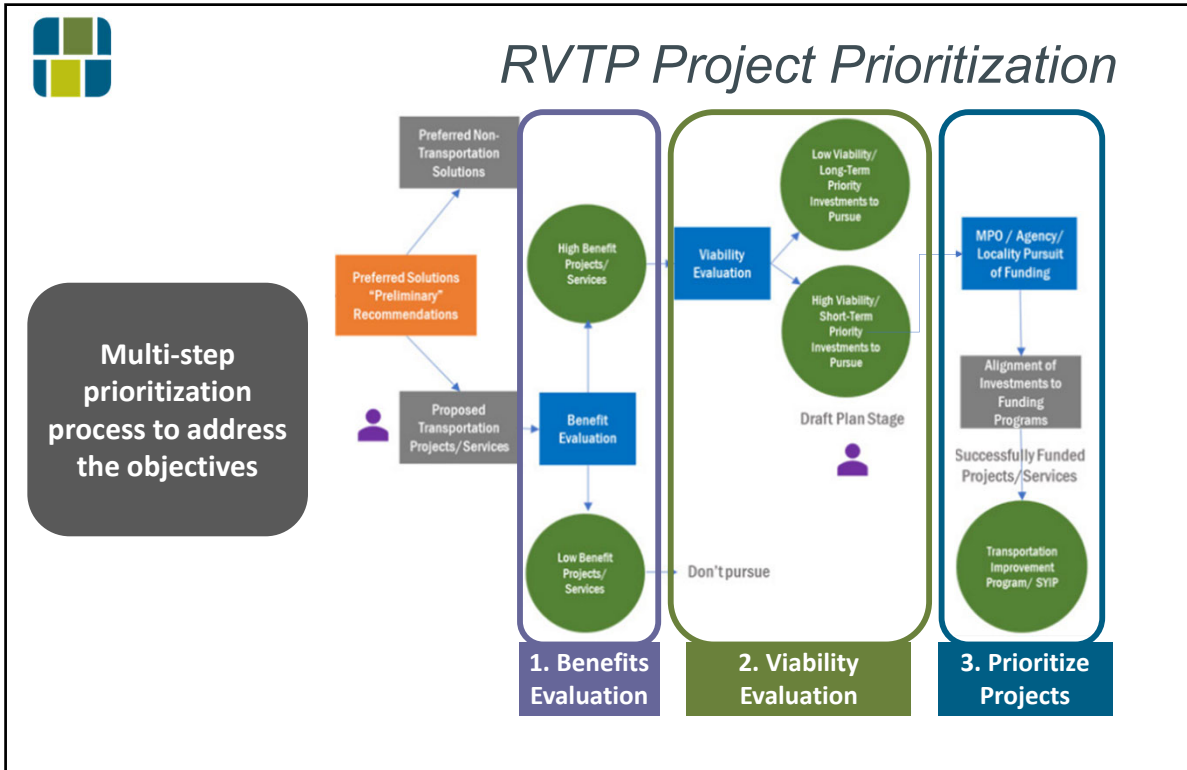 RVTP Project Prioritization
Multi-step
prioritization
process to address
the objectives
Preferred Non-
Transportation
Solutions
Preferred Solutions
"Preliminary"
Recommendations
Proposed
Transportation
Projects/Services
High Benefit
Projects/
Services
Benefit
Evaluation
Low Benefit
Projects/
Services
Don't pursue
Viability
Evaluation
Low Viability/
Long-Term
Priority
Investments to
Pursue
High Viability/
Short-Term
Priority
Investments to
Pursue
Draft Plan Stage
MPO / Agency/
Locality Pursuit
of Funding
Alignment of
Investments to
Funding
Programs
Successfully Funded
Projects/Services
Transportation
Improvement
Program/ SYIP
1. Benefits
Evaluation
2. Viability
Evaluation
3. Prioritize
Projects